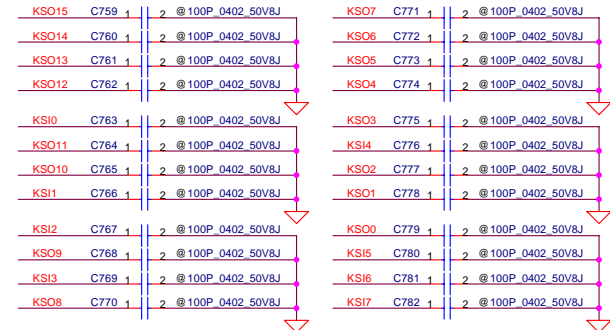 KSO15 C759 1 2 @100P_0402_50V8J
KSO14 C760 1 2 @100P_0402_50V8J
KSO13 C761 1 2 @100P_0402_50V8J
KSO12 C762 1 2 @100P_0402_50V8J
KSI0 C763 1 2 @100P_0402_50V8J
KSO11 C764 1 2 @100P_0402_50V8J
KSO10 C765 1 2 @100P_0402_50V8J
KSI1 C766 1 2 @100P_0402_50V8J
KSI2 C767 1 2 @100P_0402_50V8J
KSO9 C768 1 2 @100P_0402_50V8J
KSI3 C769 1 2 @100P_0402_50V8J
KSO8 C770 1 2 @100P_0402_50V8J
KSO7 C771 1 2 @100P_0402_50V8J
KSO6 C772 1 2 @100P_0402_50V8J
KSO5 C773 1 2 @100P_0402_50V8J
KSO4 C774 1 2 @100P_0402_50V8J
KSO3 C775 1 2 @100P_0402_50V8J
KSI4 C776 1 2 @100P_0402_50V8J
KSO2 C777 1 2 @100P_0402_50V8J
KSO1 C778 1 2 @100P_0402_50V8J
KSO0 C779 1 2 @100P_0402_50V8J
KSI5 C780 1 2 @100P_0402_50V8J
KSI6 C781 1 2 @100P_0402_50V8J
KSI7 C782 1 2 @100P_0402_50V8J